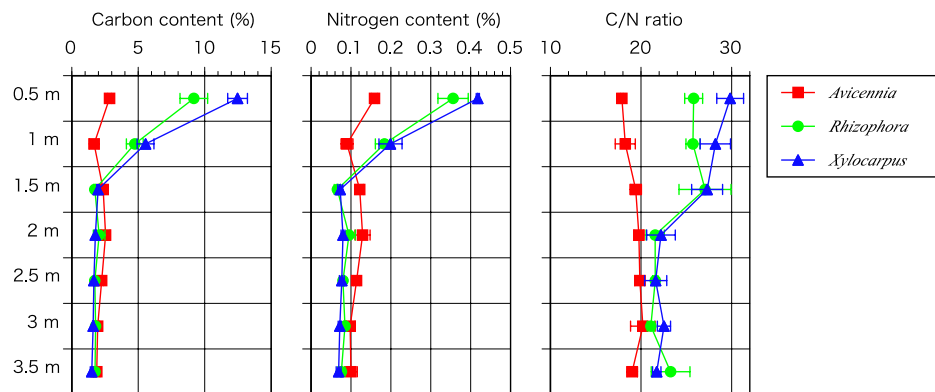 Carbon content (%) Nitrogen content (%) C/N ratio
0 5 10 15 0 0.1 0.2 0.3 0.4 0.5 10 20 30
0.5 m
1 m
1.5 m
2 m
2.5 m
3 m
3.5 m
Avicennia
Rhizophora
Xylocarpus